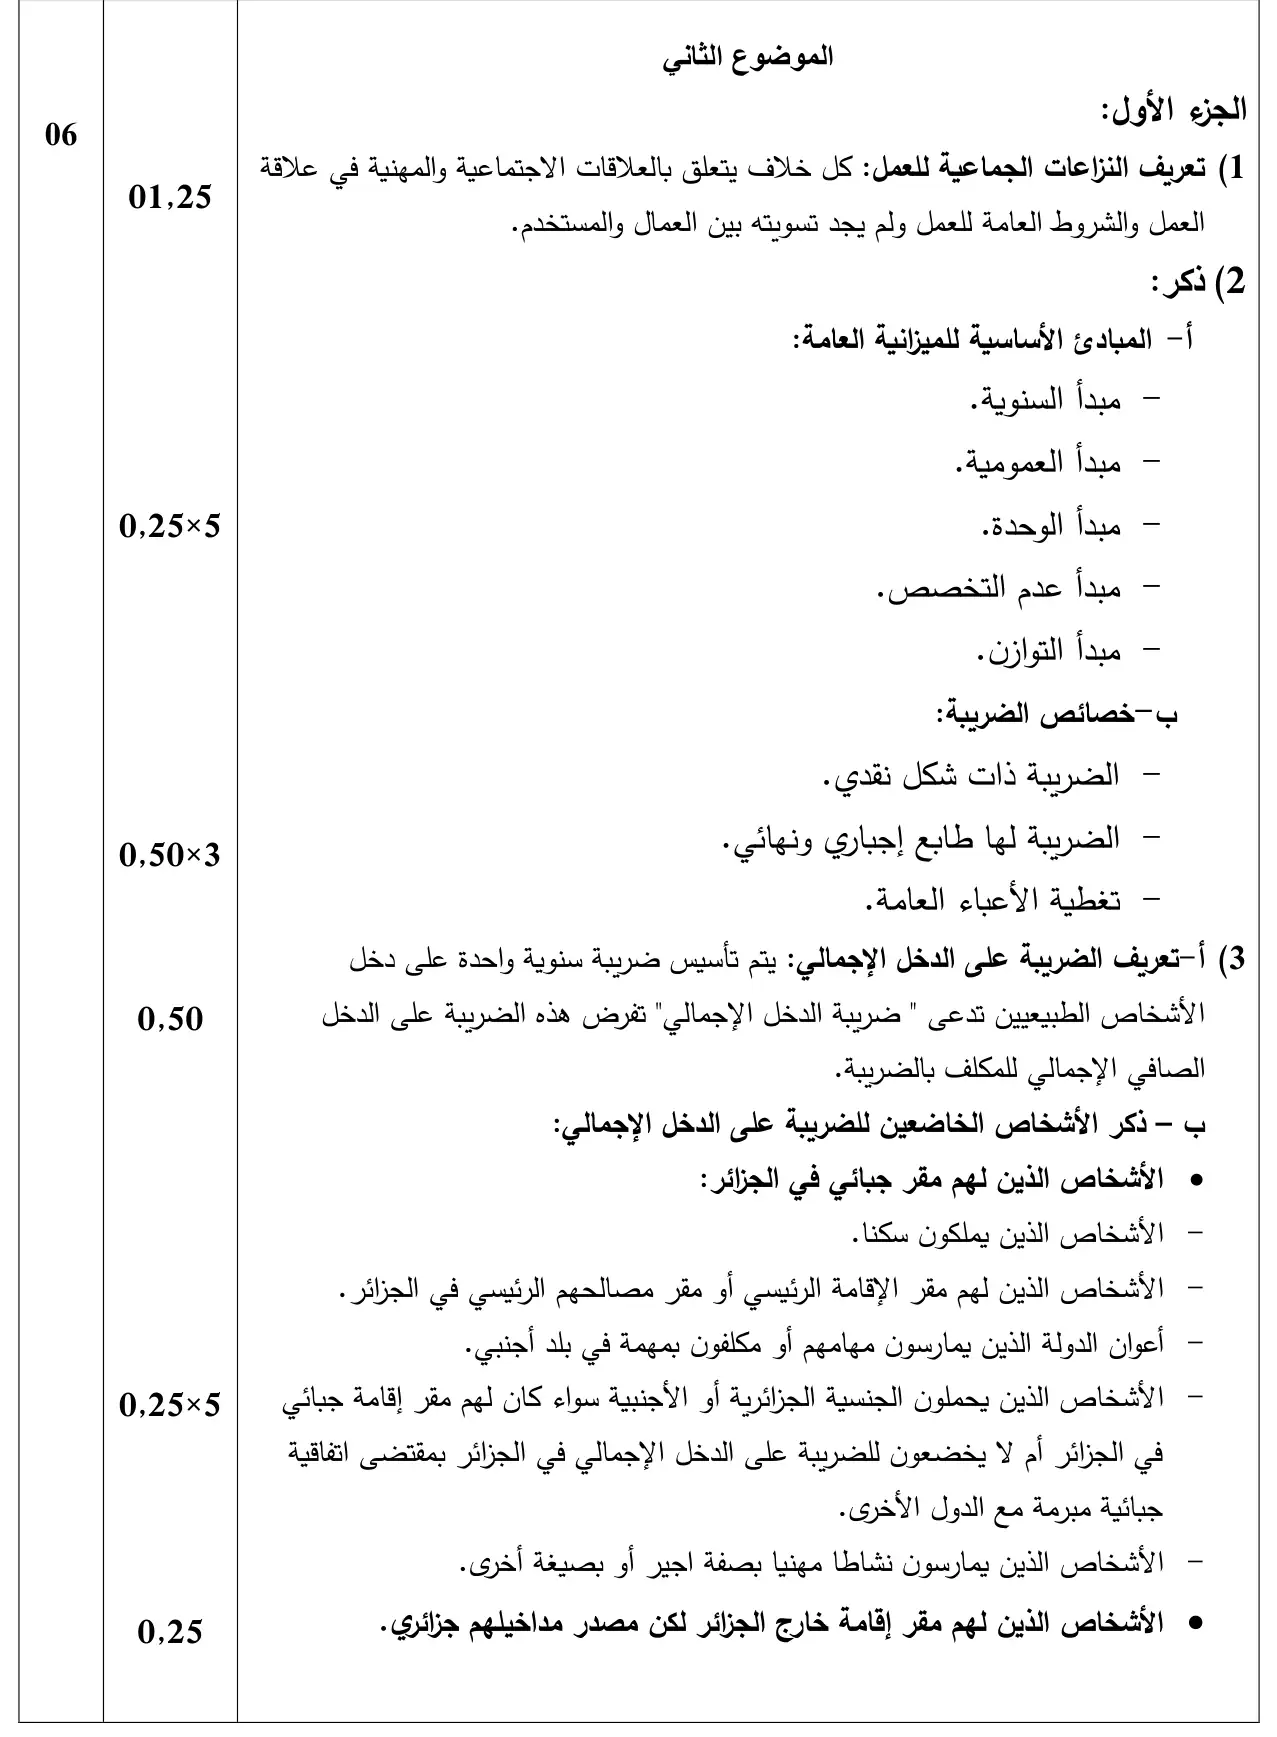 الموضوع الثاني
الجزء الأول:
06
1) تعريف النزاعات الجماعية للعمل: كل خلاف يتعلق بالعلاقات الاجتماعية والمهنية في علاقة
01,25
العمل والشروط العامة للعمل ولم يجد تسويته بين العمال والمستخدم.
2) ذكر:
أ- المبادئ الأساسية للميزانية العامة:
- مبدأ السنوية.
- مبدأ العمومية.
- مبدأ الوحدة.
0,25×5
- مبدأ عدم التخصص.
- مبدأ التوازن.
ب-خصائص الضريبة:
- الضريبة ذات شكل نقدي.
- الضريبة لها طابع إجباري ونهائي.
0,50×3
- تغطية الأعباء العامة.
3) أ-تعريف الضريبة على الدخل الإجمالي: يتم تأسيس ضريبة سنوية واحدة على دخل
الأشخاص الطبيعيين تدعى " ضريبة الدخل الإجمالي" تفرض هذه الضريبة على الدخل
0,50
الصافي الإجمالي للمكلف بالضريبة.
ب – ذكر الأشخاص الخاضعين للضريبة على الدخل الإجمالي:
• الأشخاص الذين لهم مقر جبائي في الجزائر:
- الأشخاص الذين يملكون سكنا.
- الأشخاص الذين لهم مقر الإقامة الرئيسي أو مقر مصالحهم الرئيسي في الجزائر.
- أعوان الدولة الذين يمارسون مهامهم أو مكلفون بمهمة في بلد أجنبي.
- الأشخاص الذين يحملون الجنسية الجزائرية أو الأجنبية سواء كان لهم مقر إقامة جبائي
0,25×5
في الجزائر أم لا يخضعون للضريبة على الدخل الإجمالي في الجزائر بمقتضى اتفاقية
جبائية مبرمة مع الدول الأخرى.
- الأشخاص الذين يمارسون نشاطا مهنيا بصفة اجير أو بصيغة أخرى.
• الأشخاص الذين لهم مقر إقامة خارج الجزائر لكن مصدر مداخيلهم جزائري.
0,25